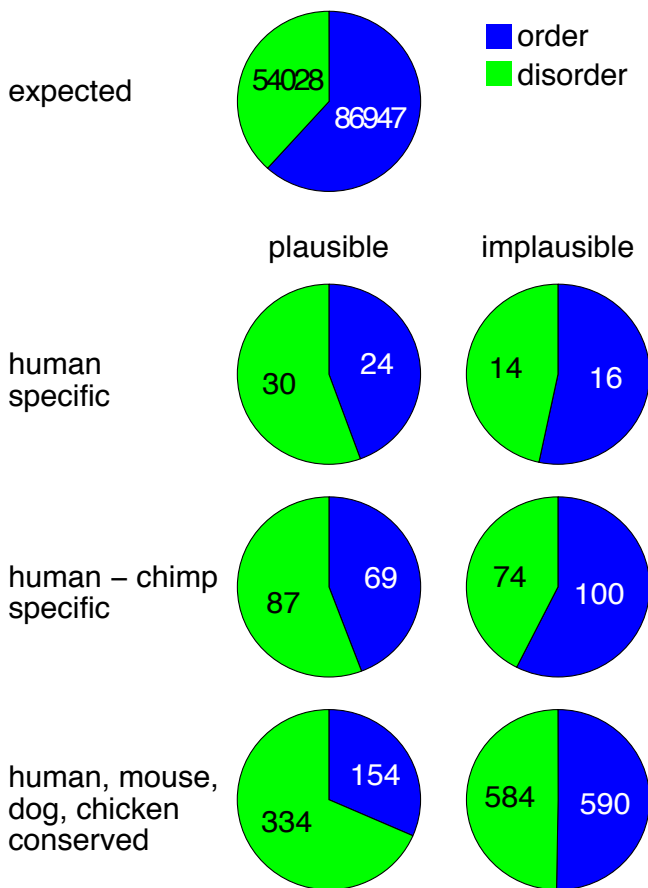 order
disorder
expected
54028
86947
plausible
implausible
human
specific
30
24
14
16
human – chimp
specific
87
69
74
100
human, mouse,
dog, chicken
conserved
334
154
584
590